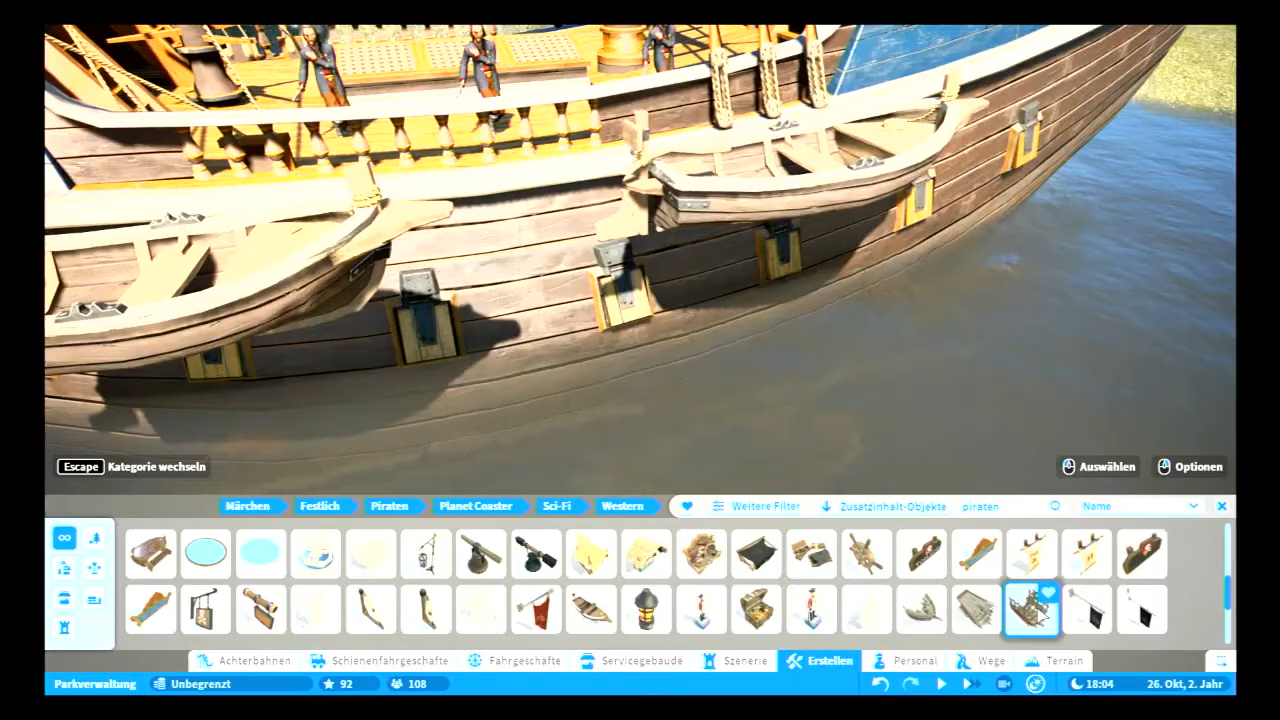 Escape Kategorie wechseln
Auswählen Optionen
Märchen Festlich Piraten Planet Coaster Sci-Fi Western Weitere Filter Zusatzinhalt-Objekte piraten Name
Achterbahnen Schienenfahrgeschäfte Fahrgeschäfte Servicegebäude Szenerie Erstellen Personal Wege Terrain
Parkverwaltung Unbegrenzt 92 108 18:04 26. Okt, 2. Jahr